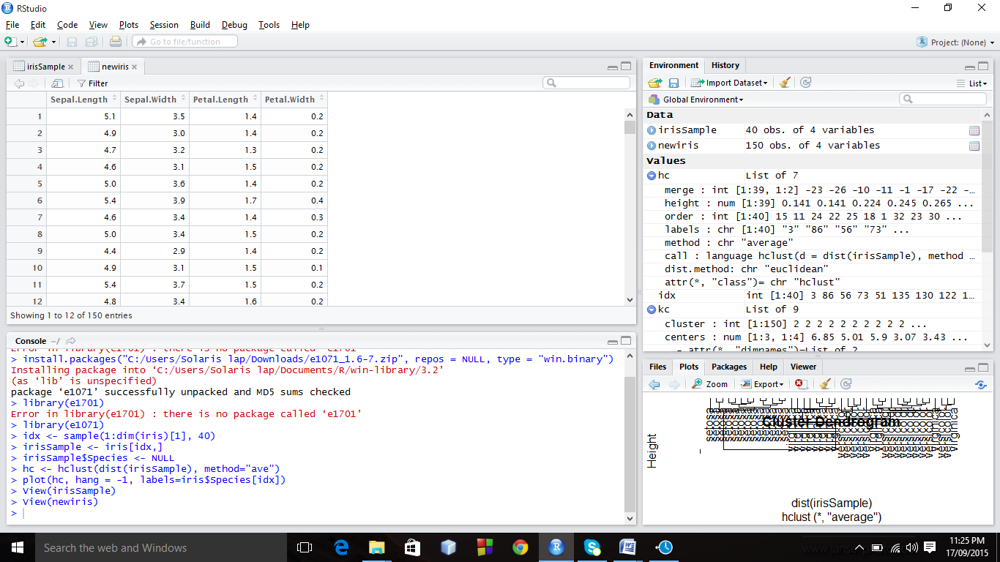 RStudio
File Edit Code View Plots Session Build Debug Tools Help
Go to file/function
Project: (None)
irisSample
newiris
Filter
Sepal.Length Sepal.Width Petal.Length Petal.Width
1 5.1 3.5 1.4 0.2
2 4.9 3.0 1.4 0.2
3 4.7 3.2 1.3 0.2
4 4.6 3.1 1.5 0.2
5 5.0 3.6 1.4 0.2
6 5.4 3.9 1.7 0.4
7 4.6 3.4 1.4 0.3
8 5.0 3.4 1.5 0.2
9 4.4 2.9 1.4 0.2
10 4.9 3.1 1.5 0.1
11 5.4 3.7 1.5 0.2
12 4.8 3.4 1.6 0.2
Showing 1 to 12 of 150 entries
Console ~/
Error in library(e1701) : there is no package called ‘e1701’
> install.packages("C:/Users/Solaris lap/Downloads/e1071_1.6-7.zip", repos = NULL, type = "win.binary")
Installing package into ‘C:/Users/Solaris lap/Documents/R/win-library/3.2’
(as ‘lib’ is unspecified)
package ‘e1071’ successfully unpacked and MD5 sums checked
> library(e1701)
Error in library(e1701) : there is no package called ‘e1701’
> library(e1071)
> idx <- sample(1:dim(iris)[1], 40)
> irisSample <- iris[idx,]
> irisSample$Species <- NULL
> hc <- hclust(dist(irisSample), method="ave")
> plot(hc, hang = -1, labels=iris$Species[idx])
> View(irisSample)
> View(newiris)
>
Environment History
Import Dataset
List
Global Environment
Data
irisSample 40 obs. of 4 variables
newiris 150 obs. of 4 variables
Values
hc List of 7
merge : int [1:39, 1:2] -23 -26 -10 -11 -1 -17 -22 -…
height : num [1:39] 0.141 0.141 0.224 0.245 0.265 ...
order : int [1:40] 15 11 24 22 25 18 1 32 23 30 ...
labels : chr [1:40] "3" "86" "56" "73" ...
method : chr "average"
call : language hclust(d = dist(irisSample), method …
dist.method: chr "euclidean"
attr(*, "class")= chr "hclust"
idx int [1:40] 3 86 56 73 51 135 130 122 1…
kc List of 9
cluster : int [1:150] 2 2 2 2 2 2 2 2 2 2 ...
centers : num [1:3, 1:4] 6.85 5.01 5.9 3.07 3.43 ...
- attr(*, "dimnames")=List of 2
Files Plots Packages Help Viewer
Zoom Export
Cluster Dendrogram
Height
dist(irisSample)
hclust (*, "average")
Search the web and Windows
11:25 PM
17/09/2015